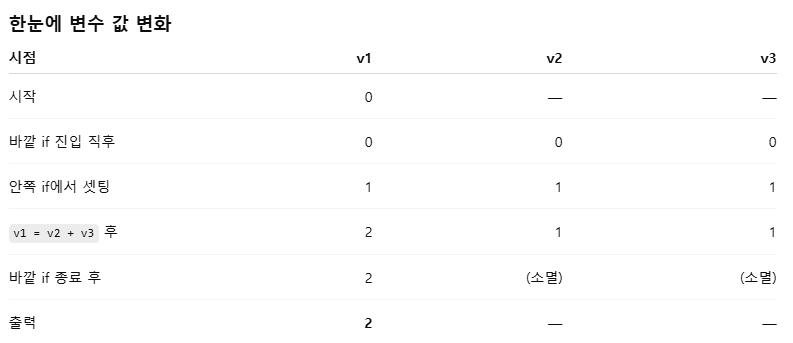 한눈에 변수 값 변화
시점 v1 v2 v3
시작 0 — —
바깥 if 진입 직후 0 0 0
안쪽 if에서 셋팅 1 1 1
v1 = v2 + v3 후 2 1 1
바깥 if 종료 후 2 (소멸) (소멸)
출력 2 — —